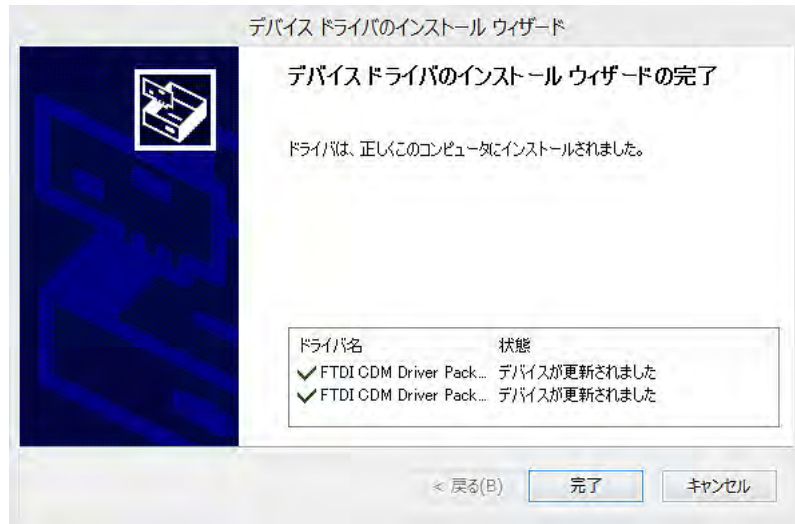 デバイス ドライバのインストール ウィザード
デバイス ドライバのインストール ウィザードの完了
ドライバは、正しくこのコンピュータにインストールされました。
ドライバ名 状態
FTDI CDM Driver Pack... デバイスが更新されました
FTDI CDM Driver Pack... デバイスが更新されました
< 戻る(B) 完了 キャンセル